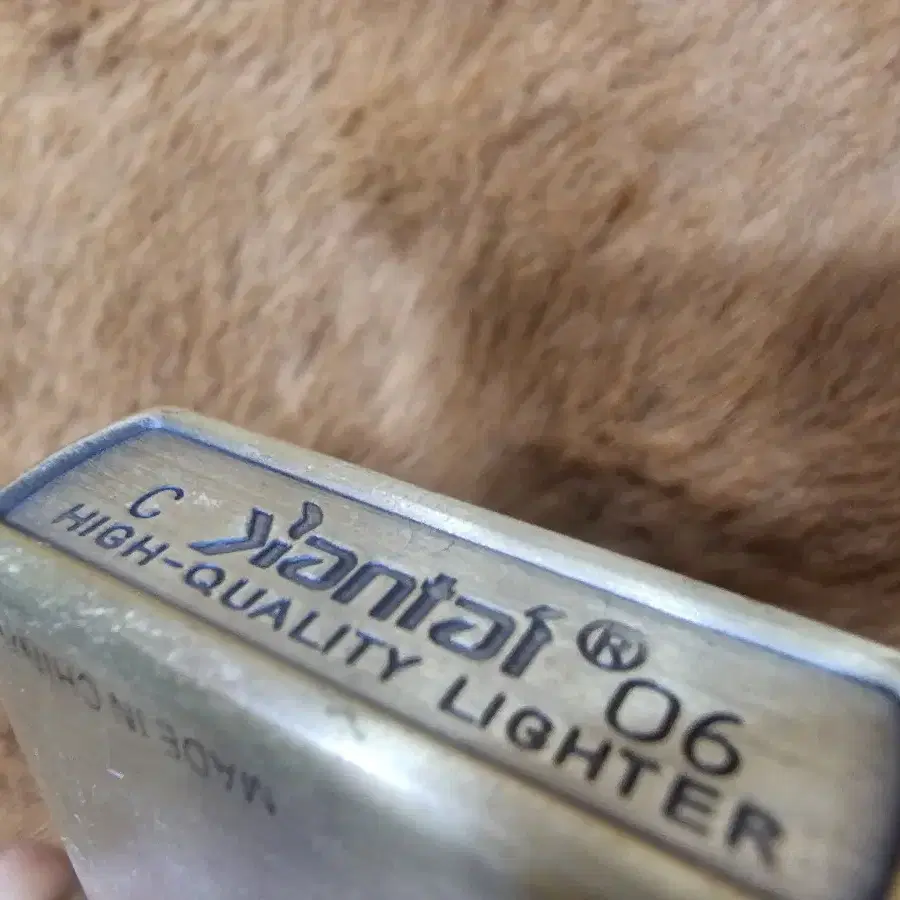 C Xiantai ® 06
HIGH-QUALITY LIGHTER
MADE IN CHINA